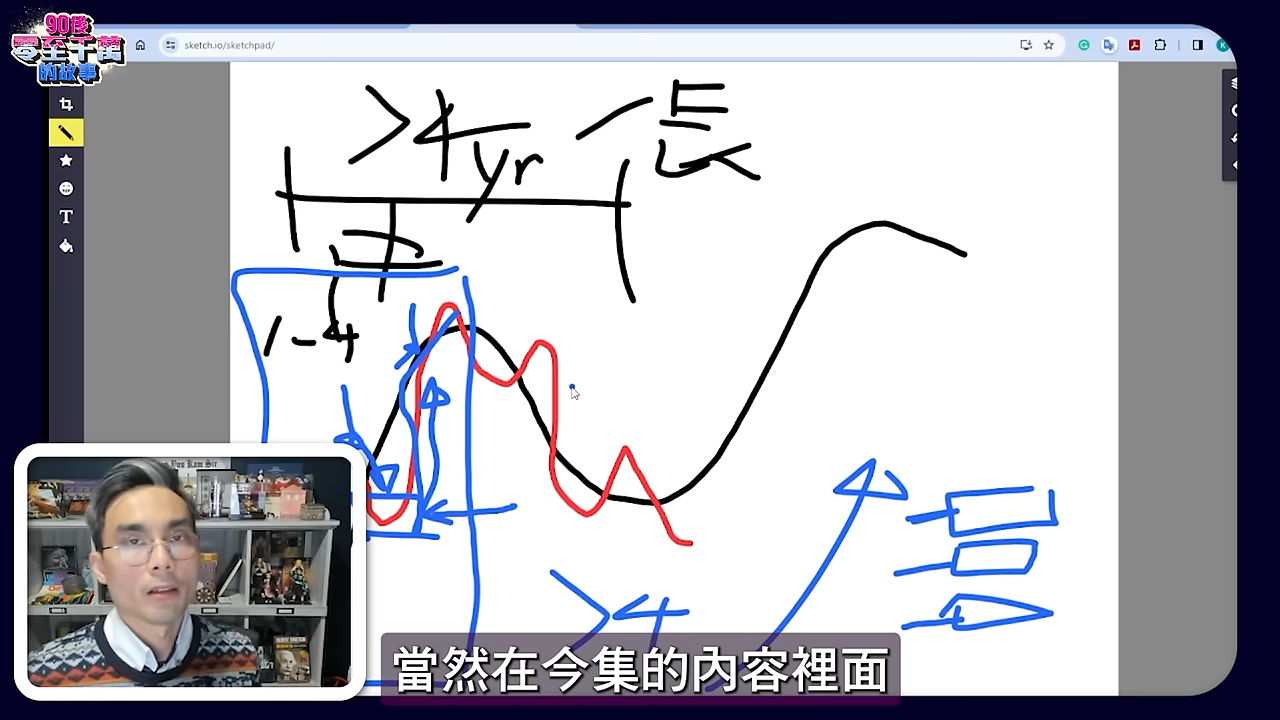 90後
零至千萬
的故事
sketch.io/sketchpad/
K
T
>4yr
長
1-4
>4
當然在今集的內容裡面